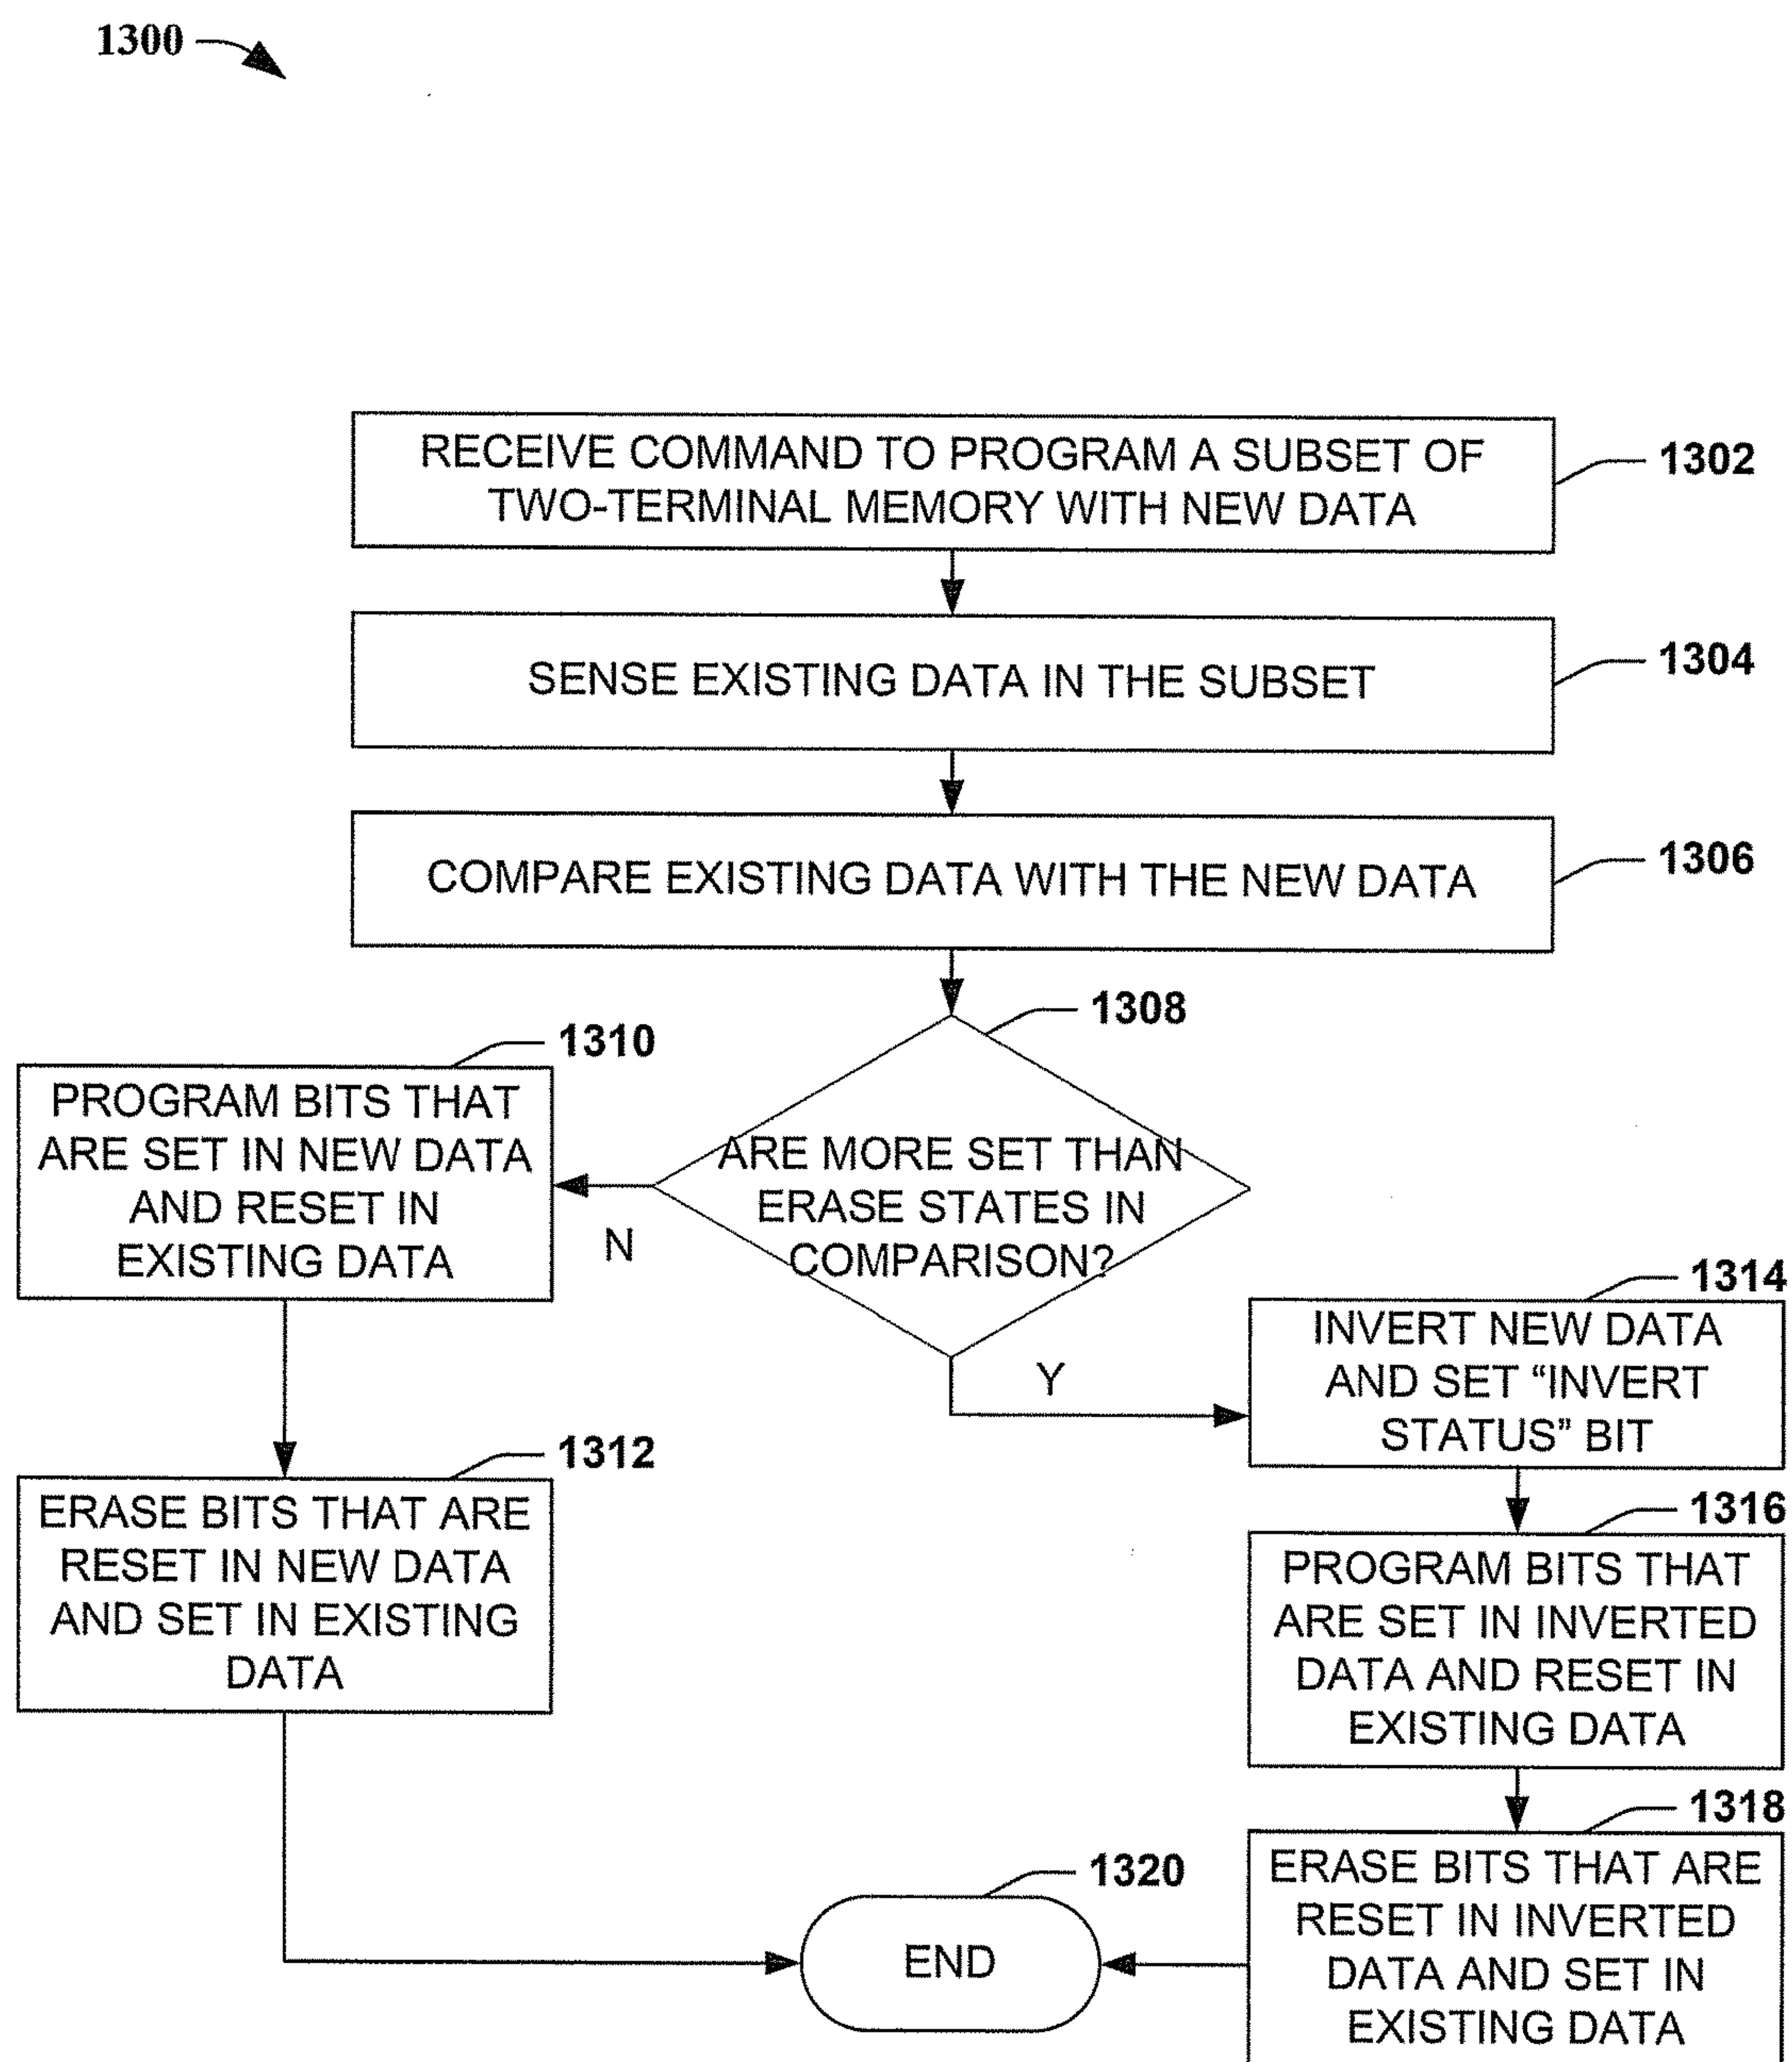 1300
RECEIVE COMMAND TO PROGRAM A SUBSET OF
TWO-TERMINAL MEMORY WITH NEW DATA
1302
SENSE EXISTING DATA IN THE SUBSET
1304
COMPARE EXISTING DATA WITH THE NEW DATA
1306
1308
ARE MORE SET THAN
ERASE STATES IN
COMPARISON?
N
Y
1310
PROGRAM BITS THAT
ARE SET IN NEW DATA
AND RESET IN
EXISTING DATA
1312
ERASE BITS THAT ARE
RESET IN NEW DATA
AND SET IN EXISTING
DATA
1314
INVERT NEW DATA
AND SET “INVERT
STATUS” BIT
1316
PROGRAM BITS THAT
ARE SET IN INVERTED
DATA AND RESET IN
EXISTING DATA
1318
ERASE BITS THAT ARE
RESET IN INVERTED
DATA AND SET IN
EXISTING DATA
1320
END